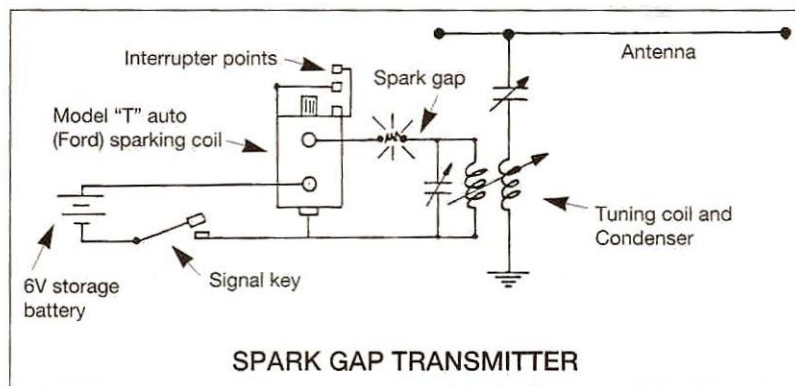 Antenna
Interrupter points
Spark gap
Model "T" auto
(Ford) sparking coil
Tuning coil and
Condenser
Signal key
6V storage
battery
SPARK GAP TRANSMITTER